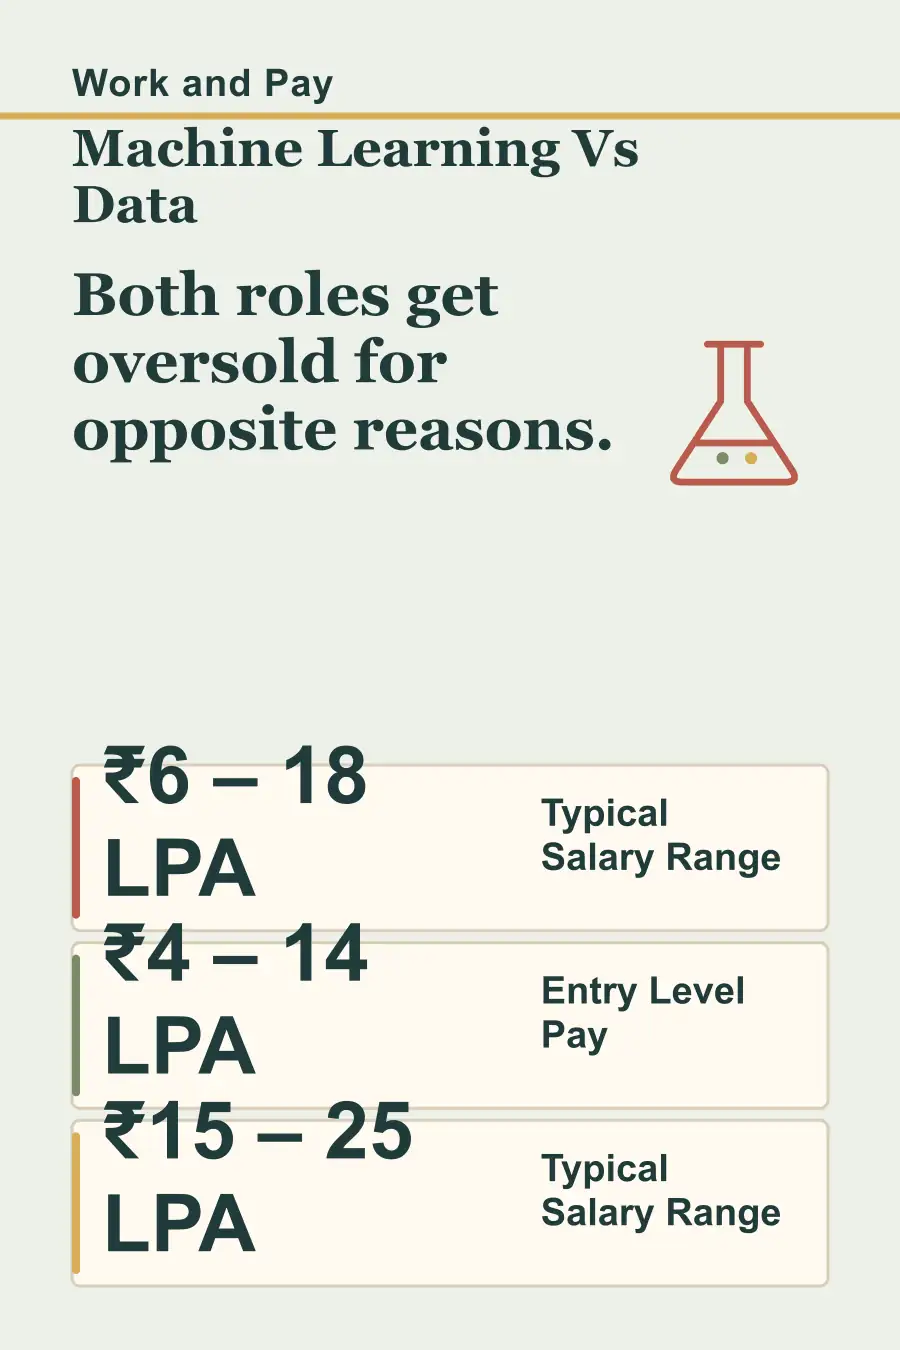 Work and Pay
Machine Learning Vs
Data
Both roles get
oversold for
opposite reasons.
₹6 – 18
LPA
Typical
Salary Range
₹4 – 14
LPA
Entry Level
Pay
₹15 – 25
LPA
Typical
Salary Range